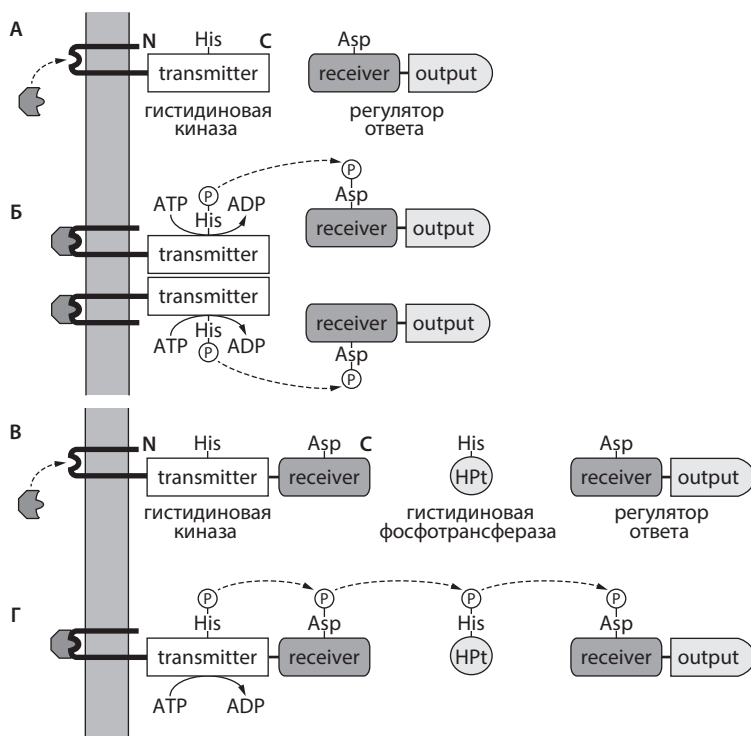 А
N His C Asp
transmitter receiver output
гистидиновая киназа регулятор ответа
Б
P P
ATP His ADP Asp
transmitter receiver output
transmitter receiver output
ATP His ADP Asp
P P
В
N His Asp C His Asp
transmitter receiver HPt receiver output
гистидиновая киназа гистидиновая фосфотрансфераза регулятор ответа
Г
P P P P
His Asp His Asp
transmitter receiver HPt receiver output
ATP ADP